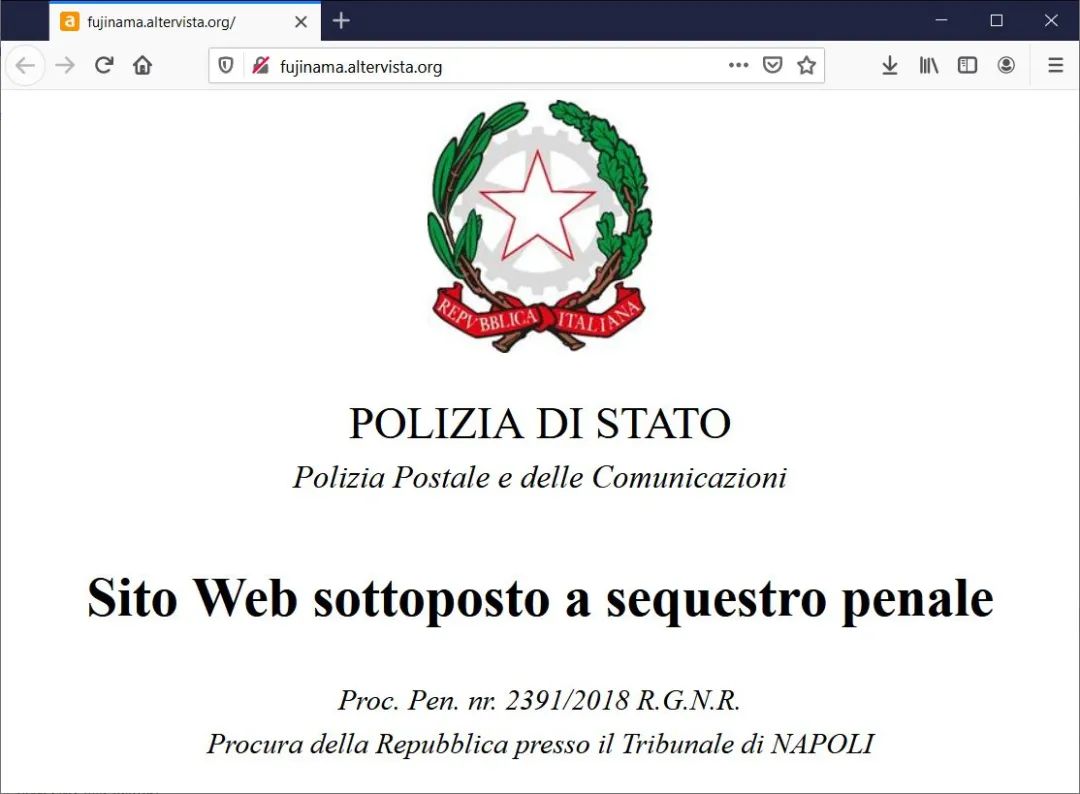 fujinama.altervista.org/
fujinama.altervista.org
REPVBBLICA ITALIANA
POLIZIA DI STATO
Polizia Postale e delle Comunicazioni
Sito Web sottoposto a sequestro penale
Proc. Pen. nr. 2391/2018 R.G.N.R.
Procura della Repubblica presso il Tribunale di NAPOLI